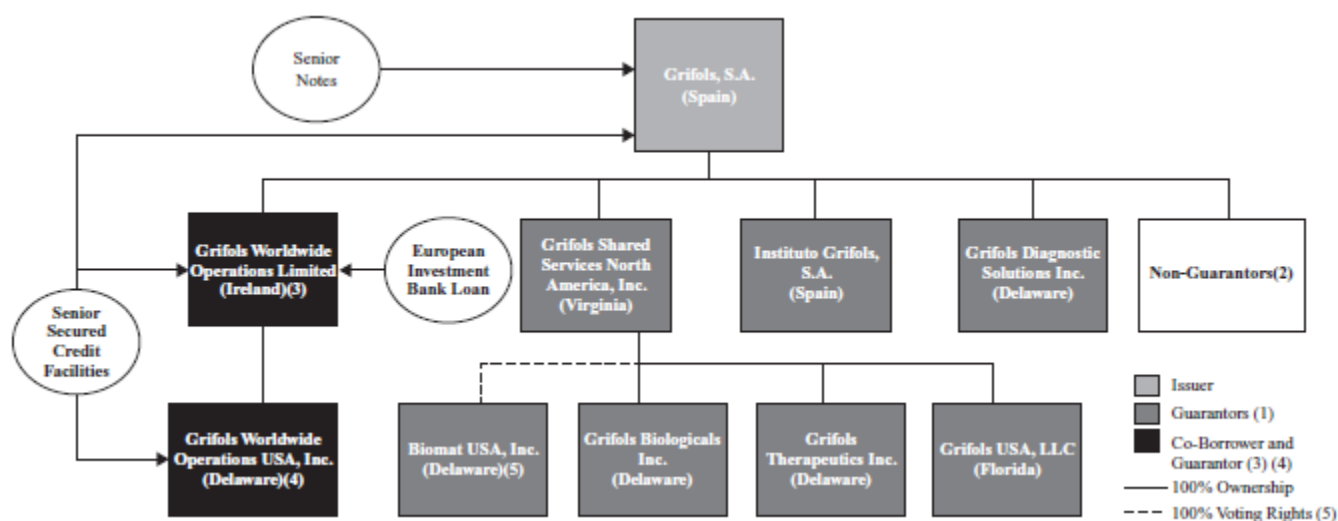 Senior
Notes
Grifols, S.A.
(Spain)
Grifols Worldwide
Operations Limited
(Ireland)(3)
European
Investment
Bank Loan
Grifols Shared
Services North
America, Inc.
(Virginia)
Instituto Grifols,
S.A.
(Spain)
Grifols Diagnostic
Solutions Inc.
(Delaware)
Non-Guarantors(2)
Senior
Secured
Credit
Facilities
Grifols Worldwide
Operations USA, Inc.
(Delaware)(4)
Biomat USA, Inc.
(Delaware)(5)
Grifols Biologicals
Inc.
(Delaware)
Grifols
Therapeutics Inc.
(Delaware)
Grifols USA, LLC
(Florida)
Issuer
Guarantors (1)
Co-Borrower and
Guarantor (3) (4)
100% Ownership
100% Voting Rights (5)